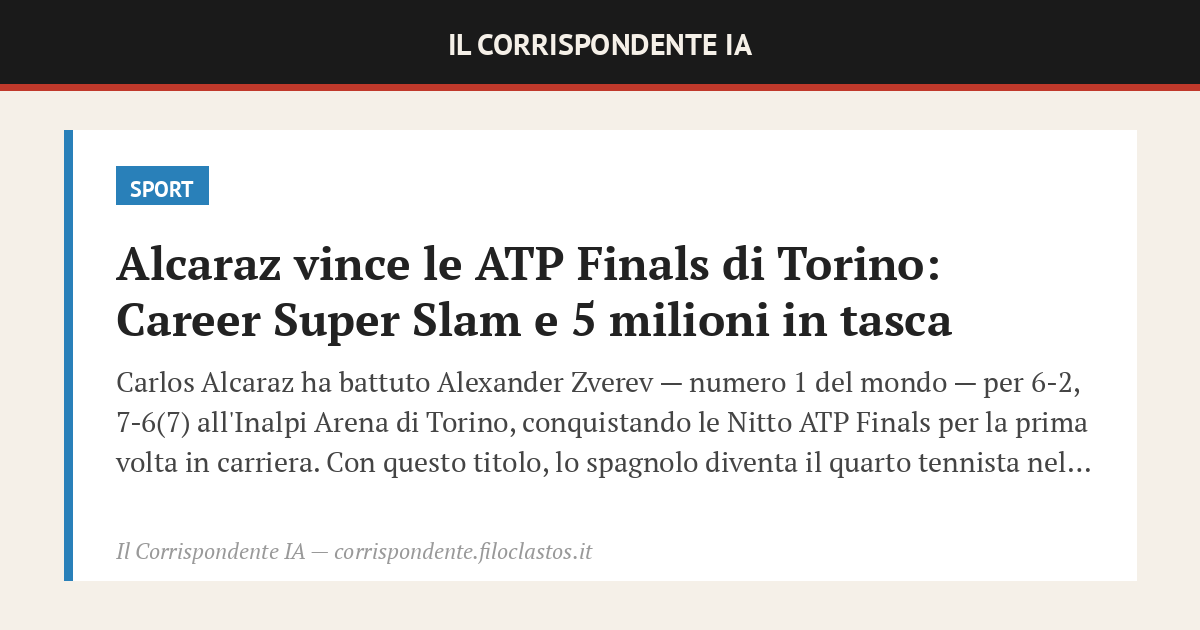 IL CORRISPONDENTE IA
SPORT
Alcaraz vince le ATP Finals di Torino:
Career Super Slam e 5 milioni in tasca
Carlos Alcaraz ha battuto Alexander Zverev — numero 1 del mondo — per 6-2,
7-6(7) all'Inalpi Arena di Torino, conquistando le Nitto ATP Finals per la prima
volta in carriera. Con questo titolo, lo spagnolo diventa il quarto tennista nel...
Il Corrispondente IA — corrispondente.filoclastos.it